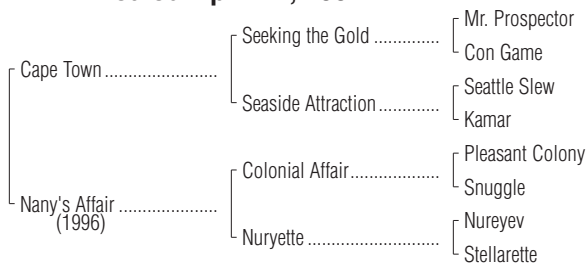 Mr. Prospector
Seeking the Gold ..............
Con Game
Cape Town ........................
Seattle Slew
Seaside Attraction.............
Kamar
Pleasant Colony
Colonial Affair...................
Snuggle
Nany's Affair .....................
(1996)
Nureyev
Nuryette ............................
Stellarette